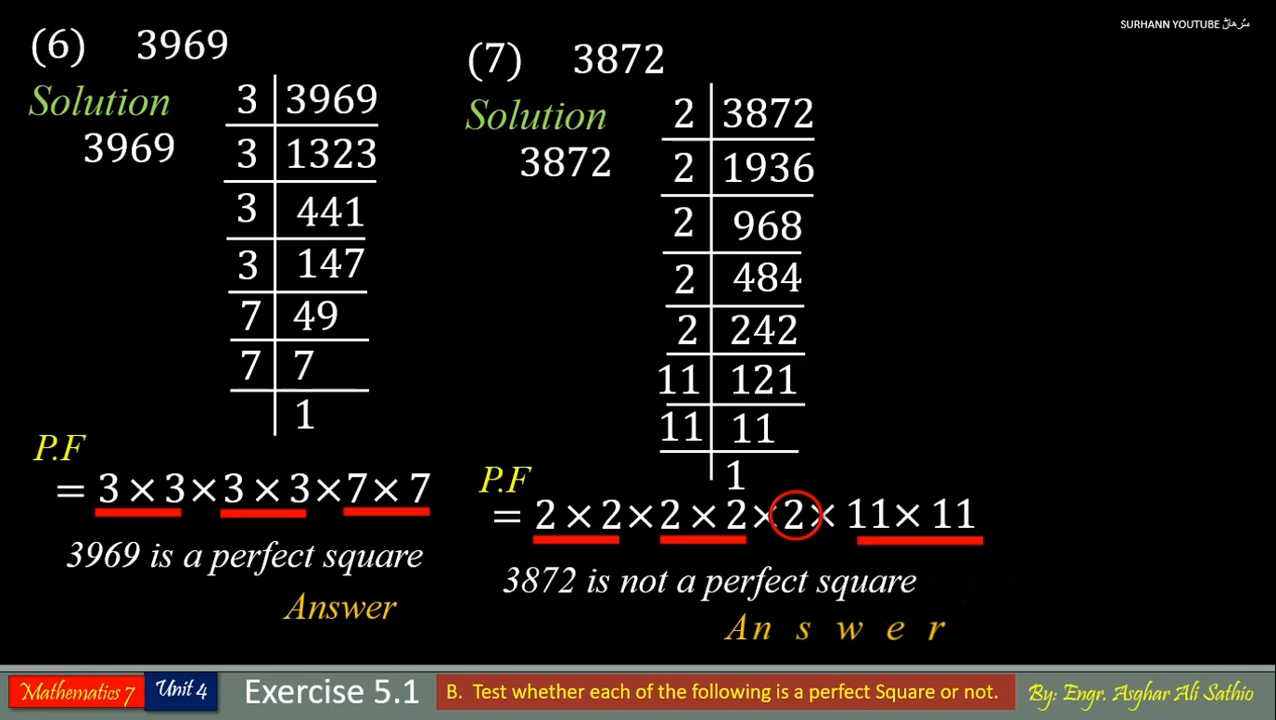 SURHANN YOUTUBE سُرهانّ
(6) 3969
Solution
3969
3 | 3969
3 | 1323
3 | 441
3 | 147
7 | 49
7 | 7
1
P.F
= 3 × 3 × 3 × 3 × 7 × 7
3969 is a perfect square
Answer
(7) 3872
Solution
3872
2 | 3872
2 | 1936
2 | 968
2 | 484
2 | 242
11 | 121
11 | 11
1
P.F
= 2 × 2 × 2 × 2 × 2 × 11 × 11
3872 is not a perfect square
A n s w e r
Mathematics 7 Unit 4 Exercise 5.1 B. Test whether each of the following is a perfect Square or not. By: Engr. Asghar Ali Sathio